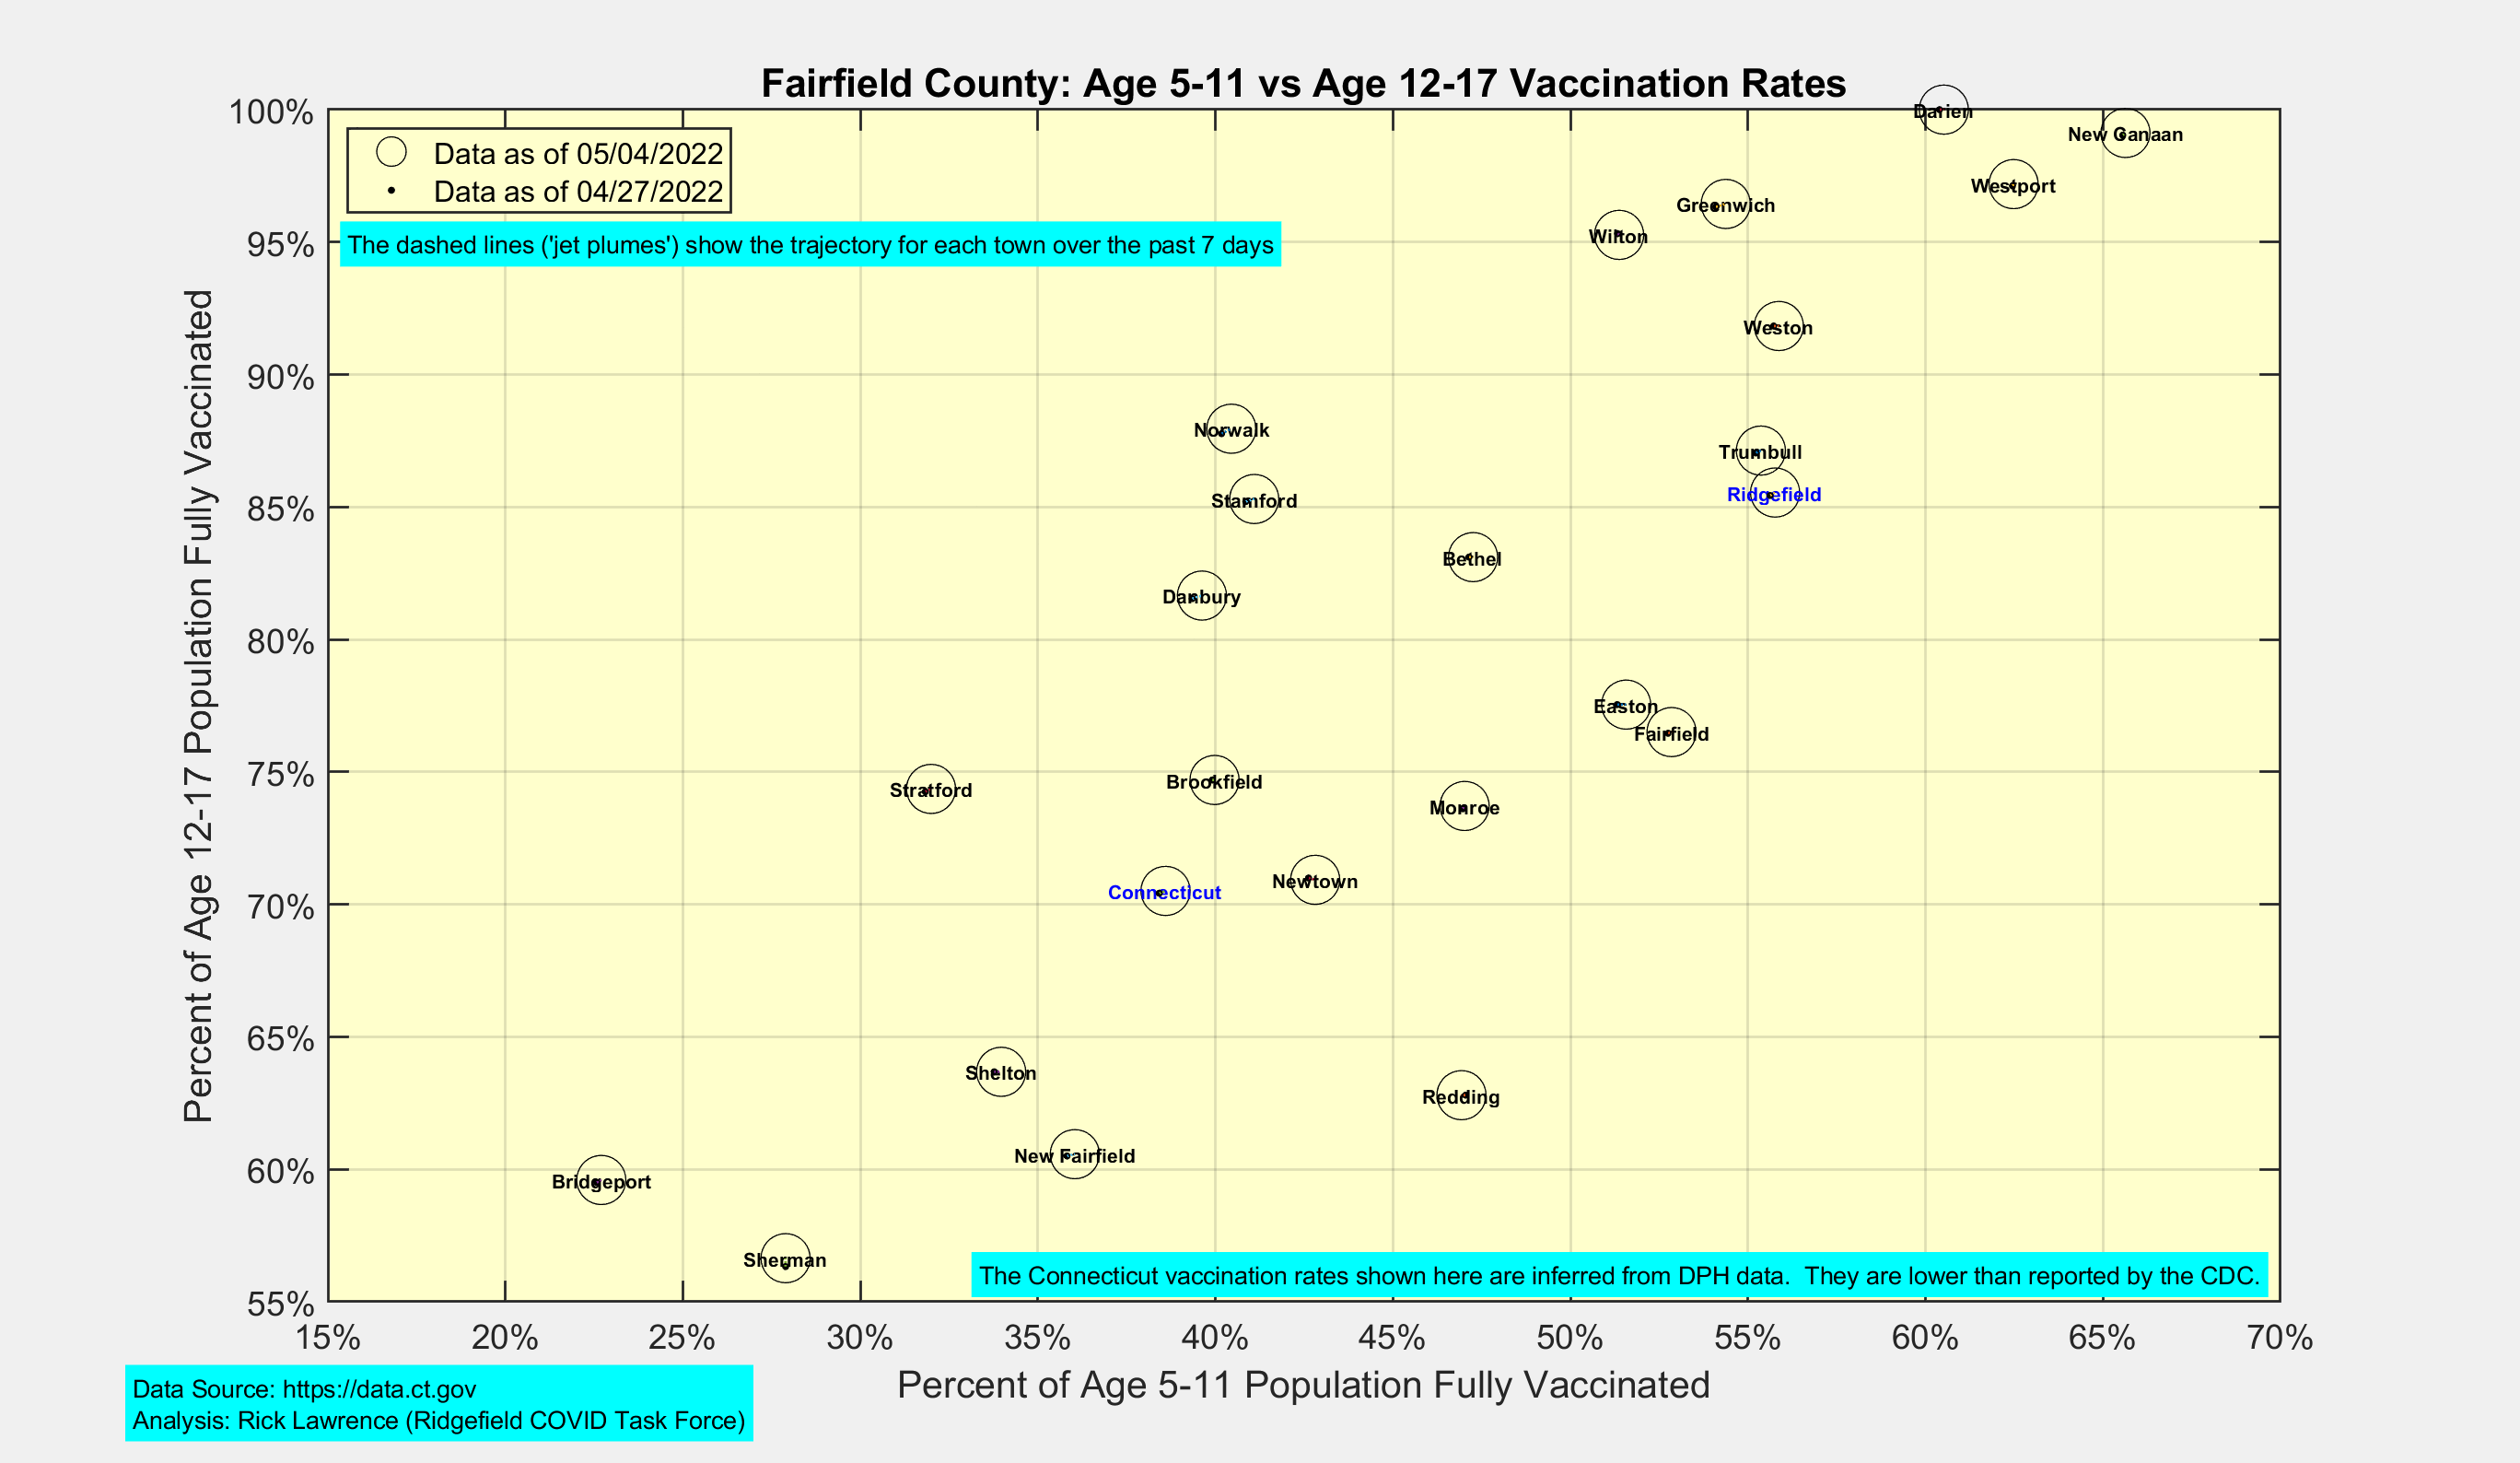 Fairfield County: Age 5-11 vs Age 12-17 Vaccination Rates
100%
95%
90%
85%
80%
75%
70%
65%
60%
55%
Percent of Age 12-17 Population Fully Vaccinated
Data as of 05/04/2022
Data as of 04/27/2022
The dashed lines ('jet plumes') show the trajectory for each town over the past 7 days
Darien
New Canaan
Westport
Greenwich
Wilton
Weston
Norwalk
Trumbull
Ridgefield
Stamford
Bethel
Danbury
Easton
Fairfield
Brookfield
Stratford
Monroe
Newtown
Connecticut
Shelton
Redding
New Fairfield
Bridgeport
Sherman
The Connecticut vaccination rates shown here are inferred from DPH data.  They are lower than reported by the CDC.
15% 20% 25% 30% 35% 40% 45% 50% 55% 60% 65% 70%
Percent of Age 5-11 Population Fully Vaccinated
Data Source: https://data.ct.gov
Analysis: Rick Lawrence (Ridgefield COVID Task Force)